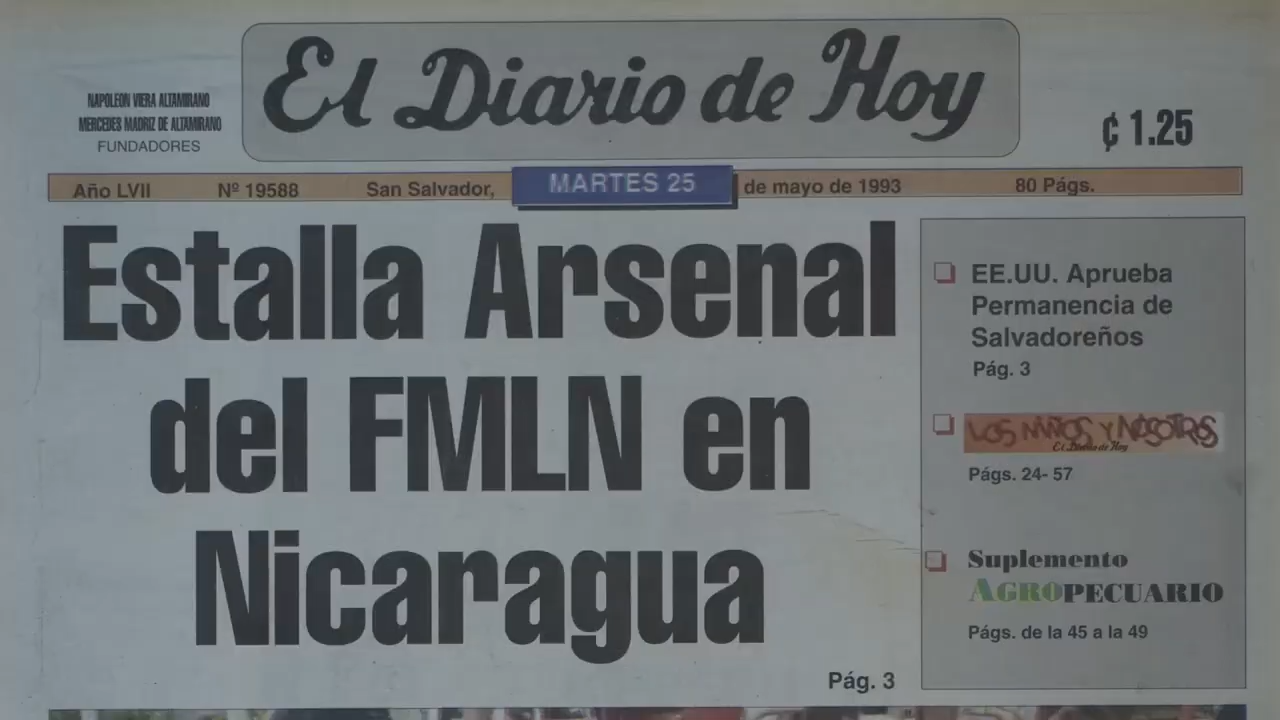 NAPOLEON VIERA ALTAMIRANO
MERCEDES MADRIZ DE ALTAMIRANO
FUNDADORES
El Diario de Hoy
₡ 1.25
Año LVII Nº 19588 San Salvador, MARTES 25 de mayo de 1993 80 Págs.
Estalla Arsenal
del FMLN en
Nicaragua
Pág. 3
EE.UU. Aprueba
Permanencia de
Salvadoreños
Pág. 3
LOS NIÑOS Y NOSOTROS
El Diario de Hoy
Págs. 24- 57
Suplemento
AGROPECUARIO
Págs. de la 45 a la 49